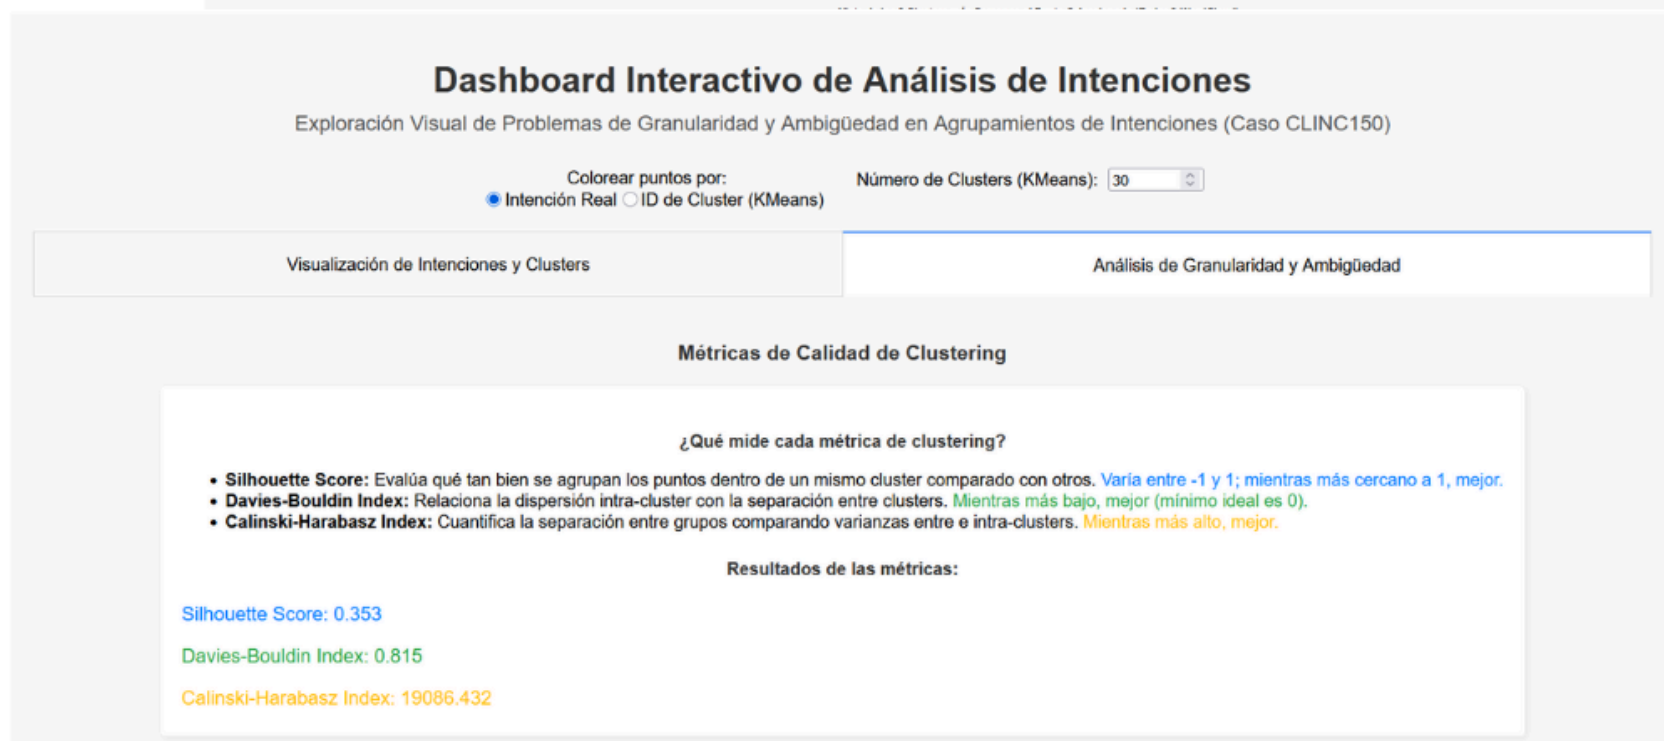 Dashboard Interactivo de Análisis de Intenciones
Exploración Visual de Problemas de Granularidad y Ambigüedad en Agrupamientos de Intenciones (Caso CLINC150)
Colorear puntos por:
Intención Real ID de Cluster (KMeans)
Número de Clusters (KMeans): 30
Visualización de Intenciones y Clusters
Análisis de Granularidad y Ambigüedad
Métricas de Calidad de Clustering
¿Qué mide cada métrica de clustering?
• Silhouette Score: Evalúa qué tan bien se agrupan los puntos dentro de un mismo cluster comparado con otros. Varía entre -1 y 1; mientras más cercano a 1, mejor.
• Davies-Bouldin Index: Relaciona la dispersión intra-cluster con la separación entre clusters. Mientras más bajo, mejor (mínimo ideal es 0).
• Calinski-Harabasz Index: Cuantifica la separación entre grupos comparando varianzas entre e intra-clusters. Mientras más alto, mejor.
Resultados de las métricas:
Silhouette Score: 0.353
Davies-Bouldin Index: 0.815
Calinski-Harabasz Index: 19086.432